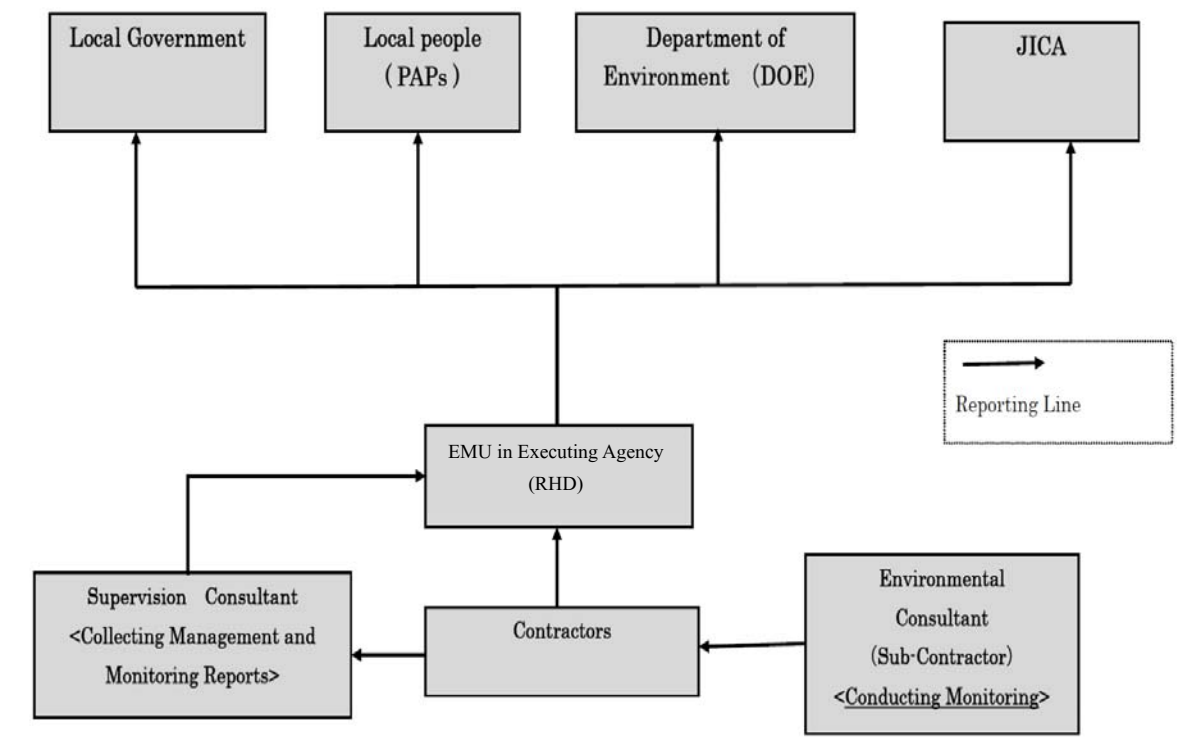 Local Government
Local people
( PAPs )
Department of
Environment (DOE)
JICA
Reporting Line
EMU in Executing Agency
(RHD)
Supervision Consultant
<Collecting Management and
Monitoring Reports>
Contractors
Environmental
Consultant
(Sub-Contractor)
<Conducting Monitoring>